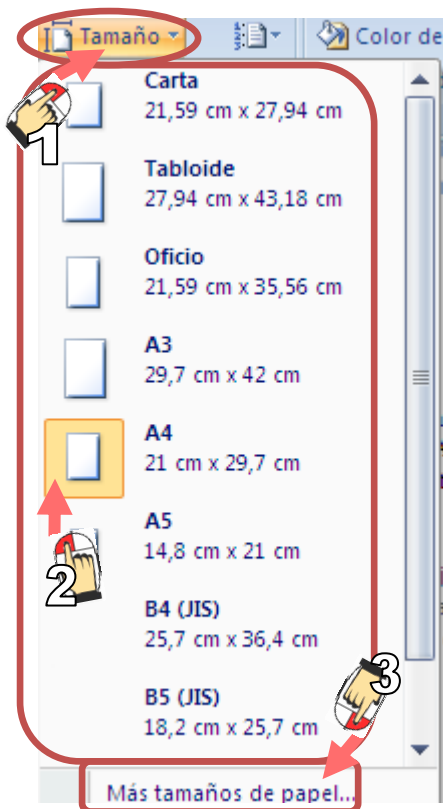 Tamaño
Color de
Carta
21,59 cm x 27,94 cm
1
Tabloide
27,94 cm x 43,18 cm
Oficio
21,59 cm x 35,56 cm
A3
29,7 cm x 42 cm
A4
21 cm x 29,7 cm
A5
14,8 cm x 21 cm
2
B4 (JIS)
25,7 cm x 36,4 cm
3
B5 (JIS)
18,2 cm x 25,7 cm
Más tamaños de papel...